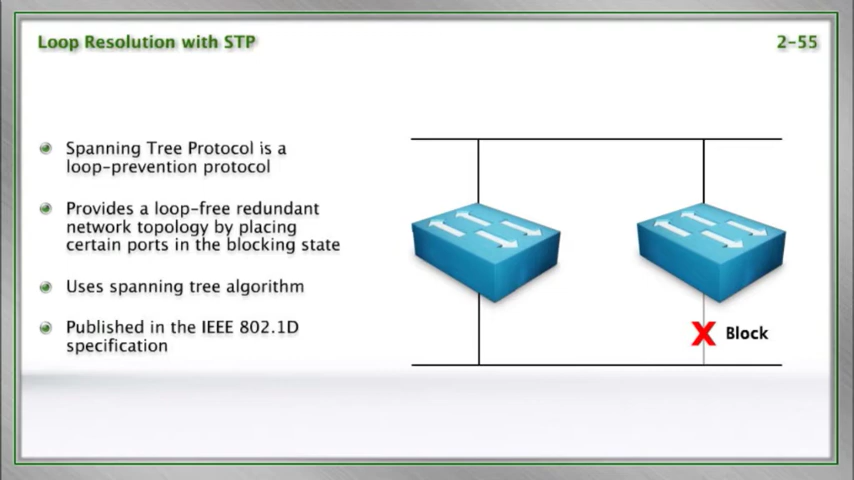 Loop Resolution with STP
2-55
Spanning Tree Protocol is a
loop-prevention protocol
Provides a loop-free redundant
network topology by placing
certain ports in the blocking state
Uses spanning tree algorithm
Published in the IEEE 802.1D
specification
X Block